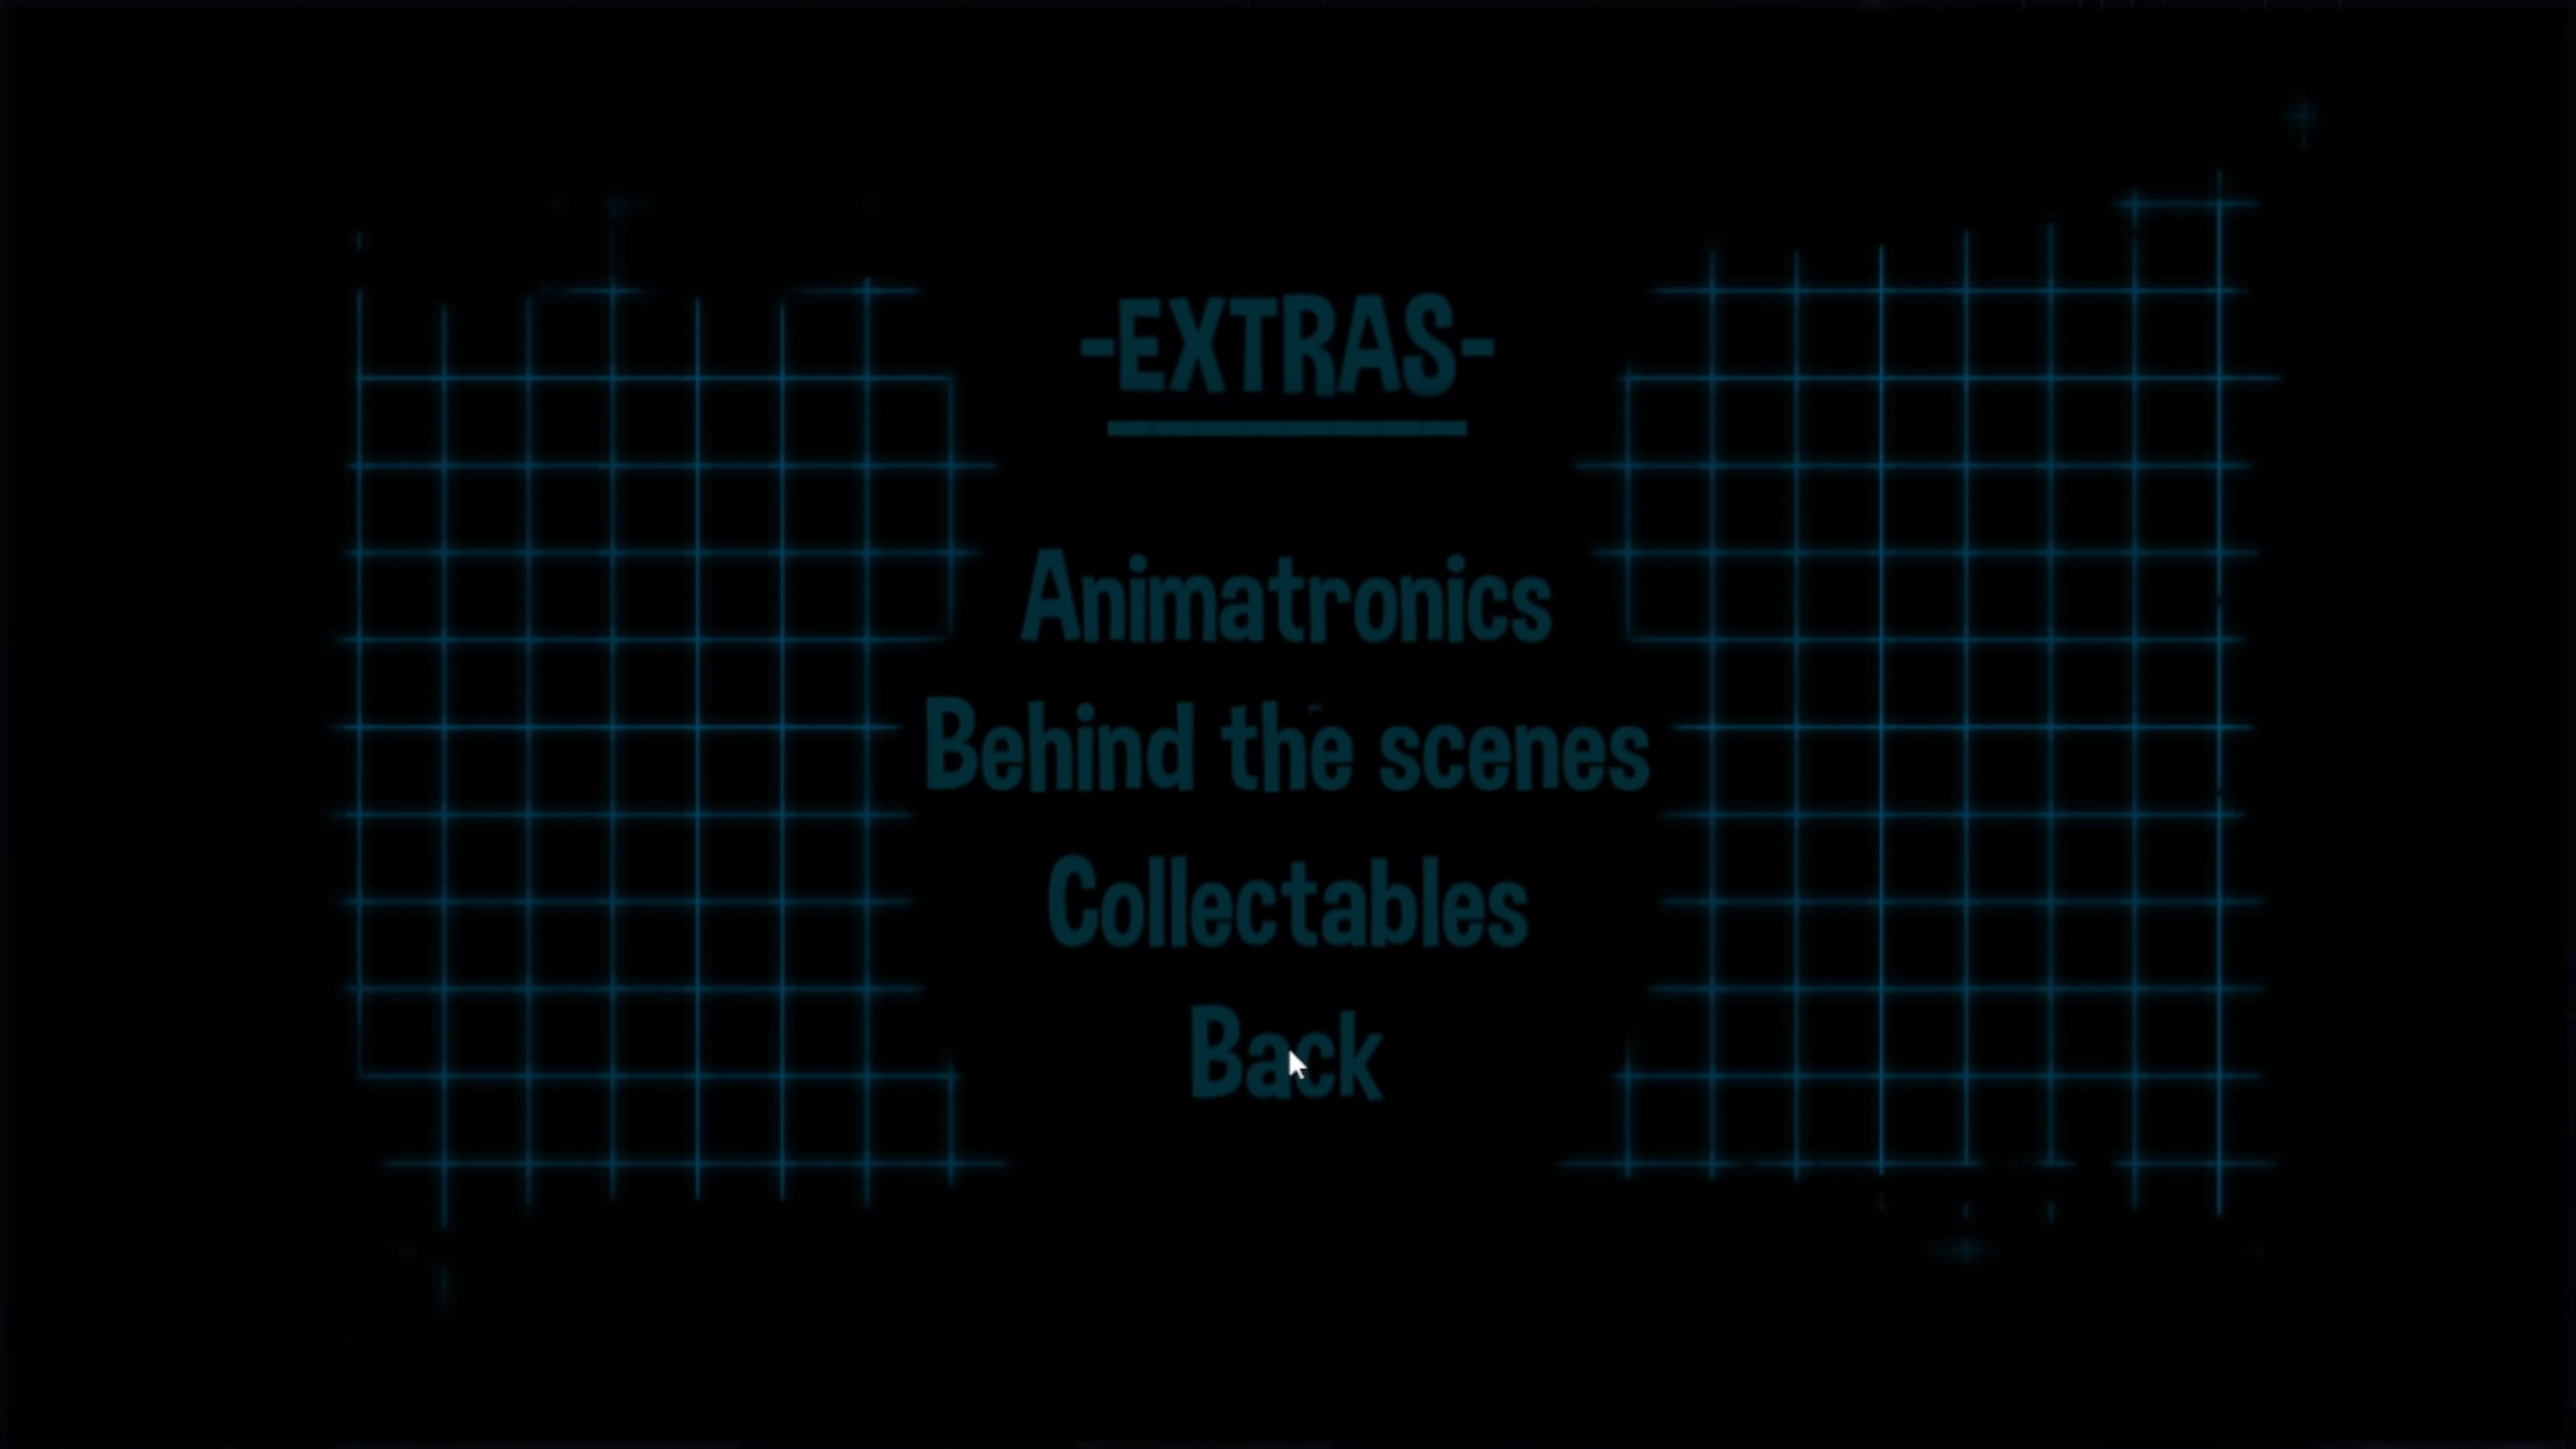 -EXTRAS-
Animatronics
Behind the scenes
Collectables
Back